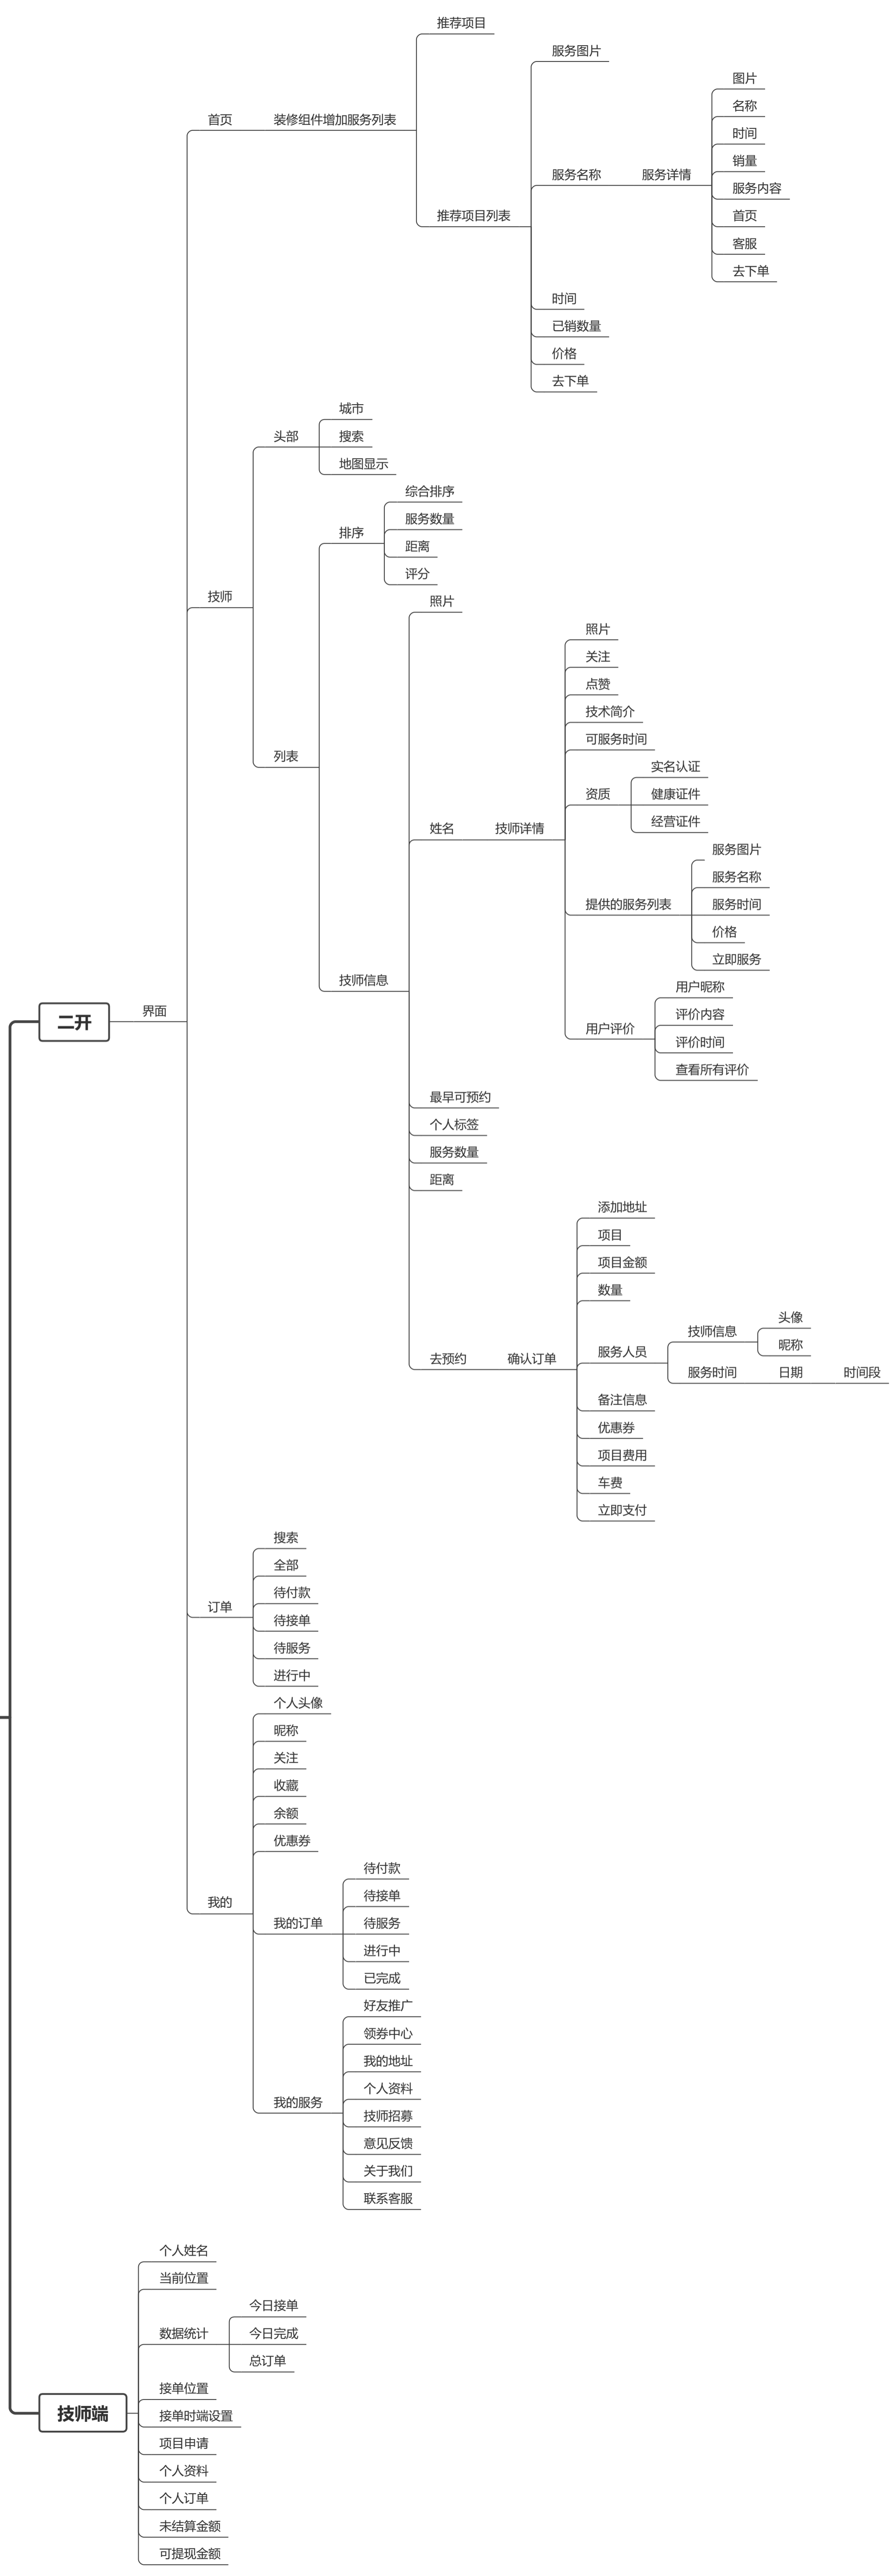 推荐项目
服务图片
图片
名称
首页
装修组件增加服务列表
时间
销量
服务名称
服务详情
服务内容
推荐项目列表
首页
客服
去下单
时间
已销数量
价格
去下单
城市
头部
搜索
地图显示
综合排序
服务数量
排序
距离
评分
技师
照片
照片
关注
点赞
技术简介
可服务时间
列表
实名认证
资质
健康证件
经营证件
姓名
技师详情
服务图片
服务名称
提供的服务列表
服务时间
价格
立即服务
技师信息
用户昵称
二开
界面
评价内容
用户评价
评价时间
查看所有评价
最早可预约
个人标签
服务数量
距离
添加地址
项目
项目金额
数量
头像
技师信息
昵称
去预约
确认订单
服务人员
服务时间
日期
时间段
备注信息
优惠券
项目费用
车费
立即支付
搜索
全部
待付款
订单
待接单
待服务
进行中
个人头像
昵称
关注
收藏
余额
优惠券
待付款
我的
待接单
我的订单
待服务
进行中
已完成
好友推广
领券中心
我的地址
个人资料
我的服务
技师招募
意见反馈
关于我们
联系客服
个人姓名
当前位置
今日接单
数据统计
今日完成
总订单
接单位置
技师端
接单时端设置
项目申请
个人资料
个人订单
未结算金额
可提现金额